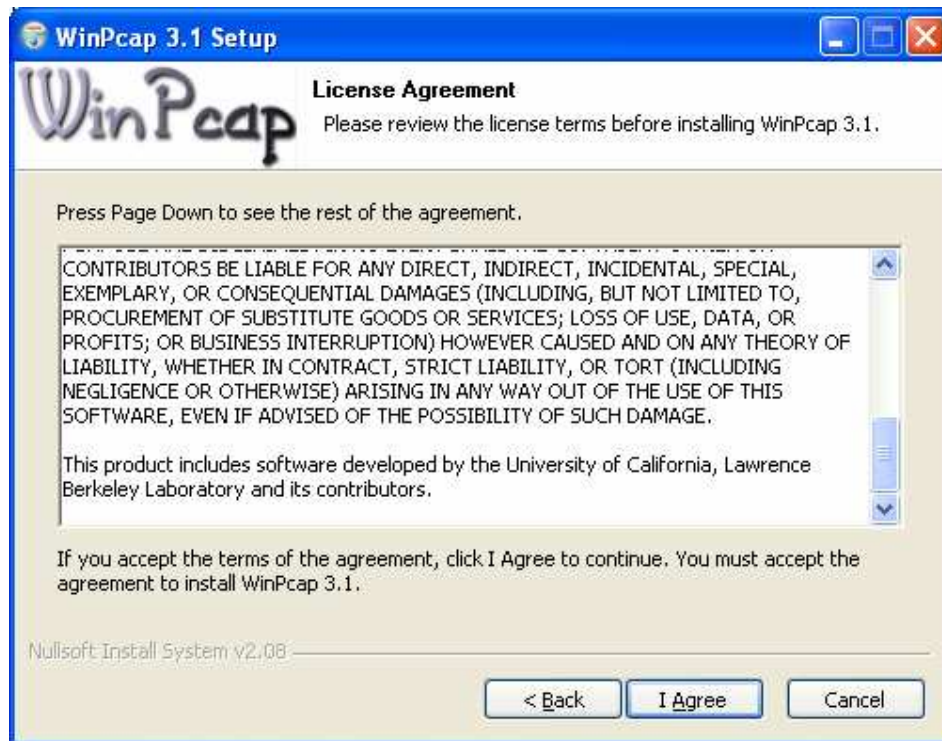 WinPcap 3.1 Setup
WinPcap
License Agreement
Please review the license terms before installing WinPcap 3.1.
Press Page Down to see the rest of the agreement.
CONTRIBUTORS BE LIABLE FOR ANY DIRECT, INDIRECT, INCIDENTAL, SPECIAL,
EXEMPLARY, OR CONSEQUENTIAL DAMAGES (INCLUDING, BUT NOT LIMITED TO,
PROCUREMENT OF SUBSTITUTE GOODS OR SERVICES; LOSS OF USE, DATA, OR
PROFITS; OR BUSINESS INTERRUPTION) HOWEVER CAUSED AND ON ANY THEORY OF
LIABILITY, WHETHER IN CONTRACT, STRICT LIABILITY, OR TORT (INCLUDING
NEGLIGENCE OR OTHERWISE) ARISING IN ANY WAY OUT OF THE USE OF THIS
SOFTWARE, EVEN IF ADVISED OF THE POSSIBILITY OF SUCH DAMAGE.
This product includes software developed by the University of California, Lawrence
Berkeley Laboratory and its contributors.
If you accept the terms of the agreement, click I Agree to continue. You must accept the
agreement to install WinPcap 3.1.
Nullsoft Install System v2.08
< Back
I Agree
Cancel